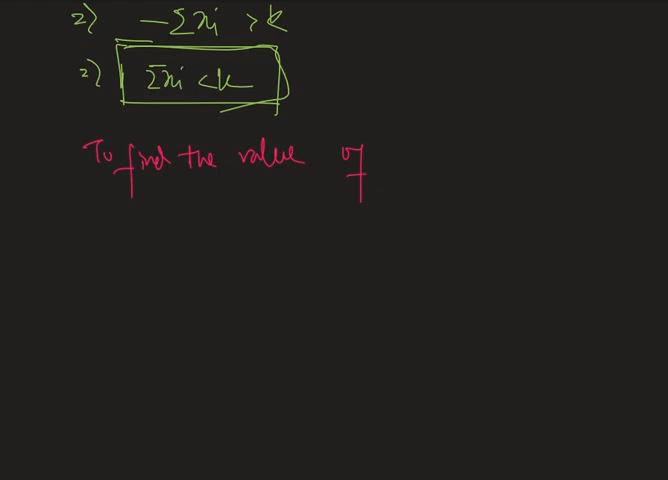 ⇒ -Σxi > k
⇒ Σxi < k
To find the value of